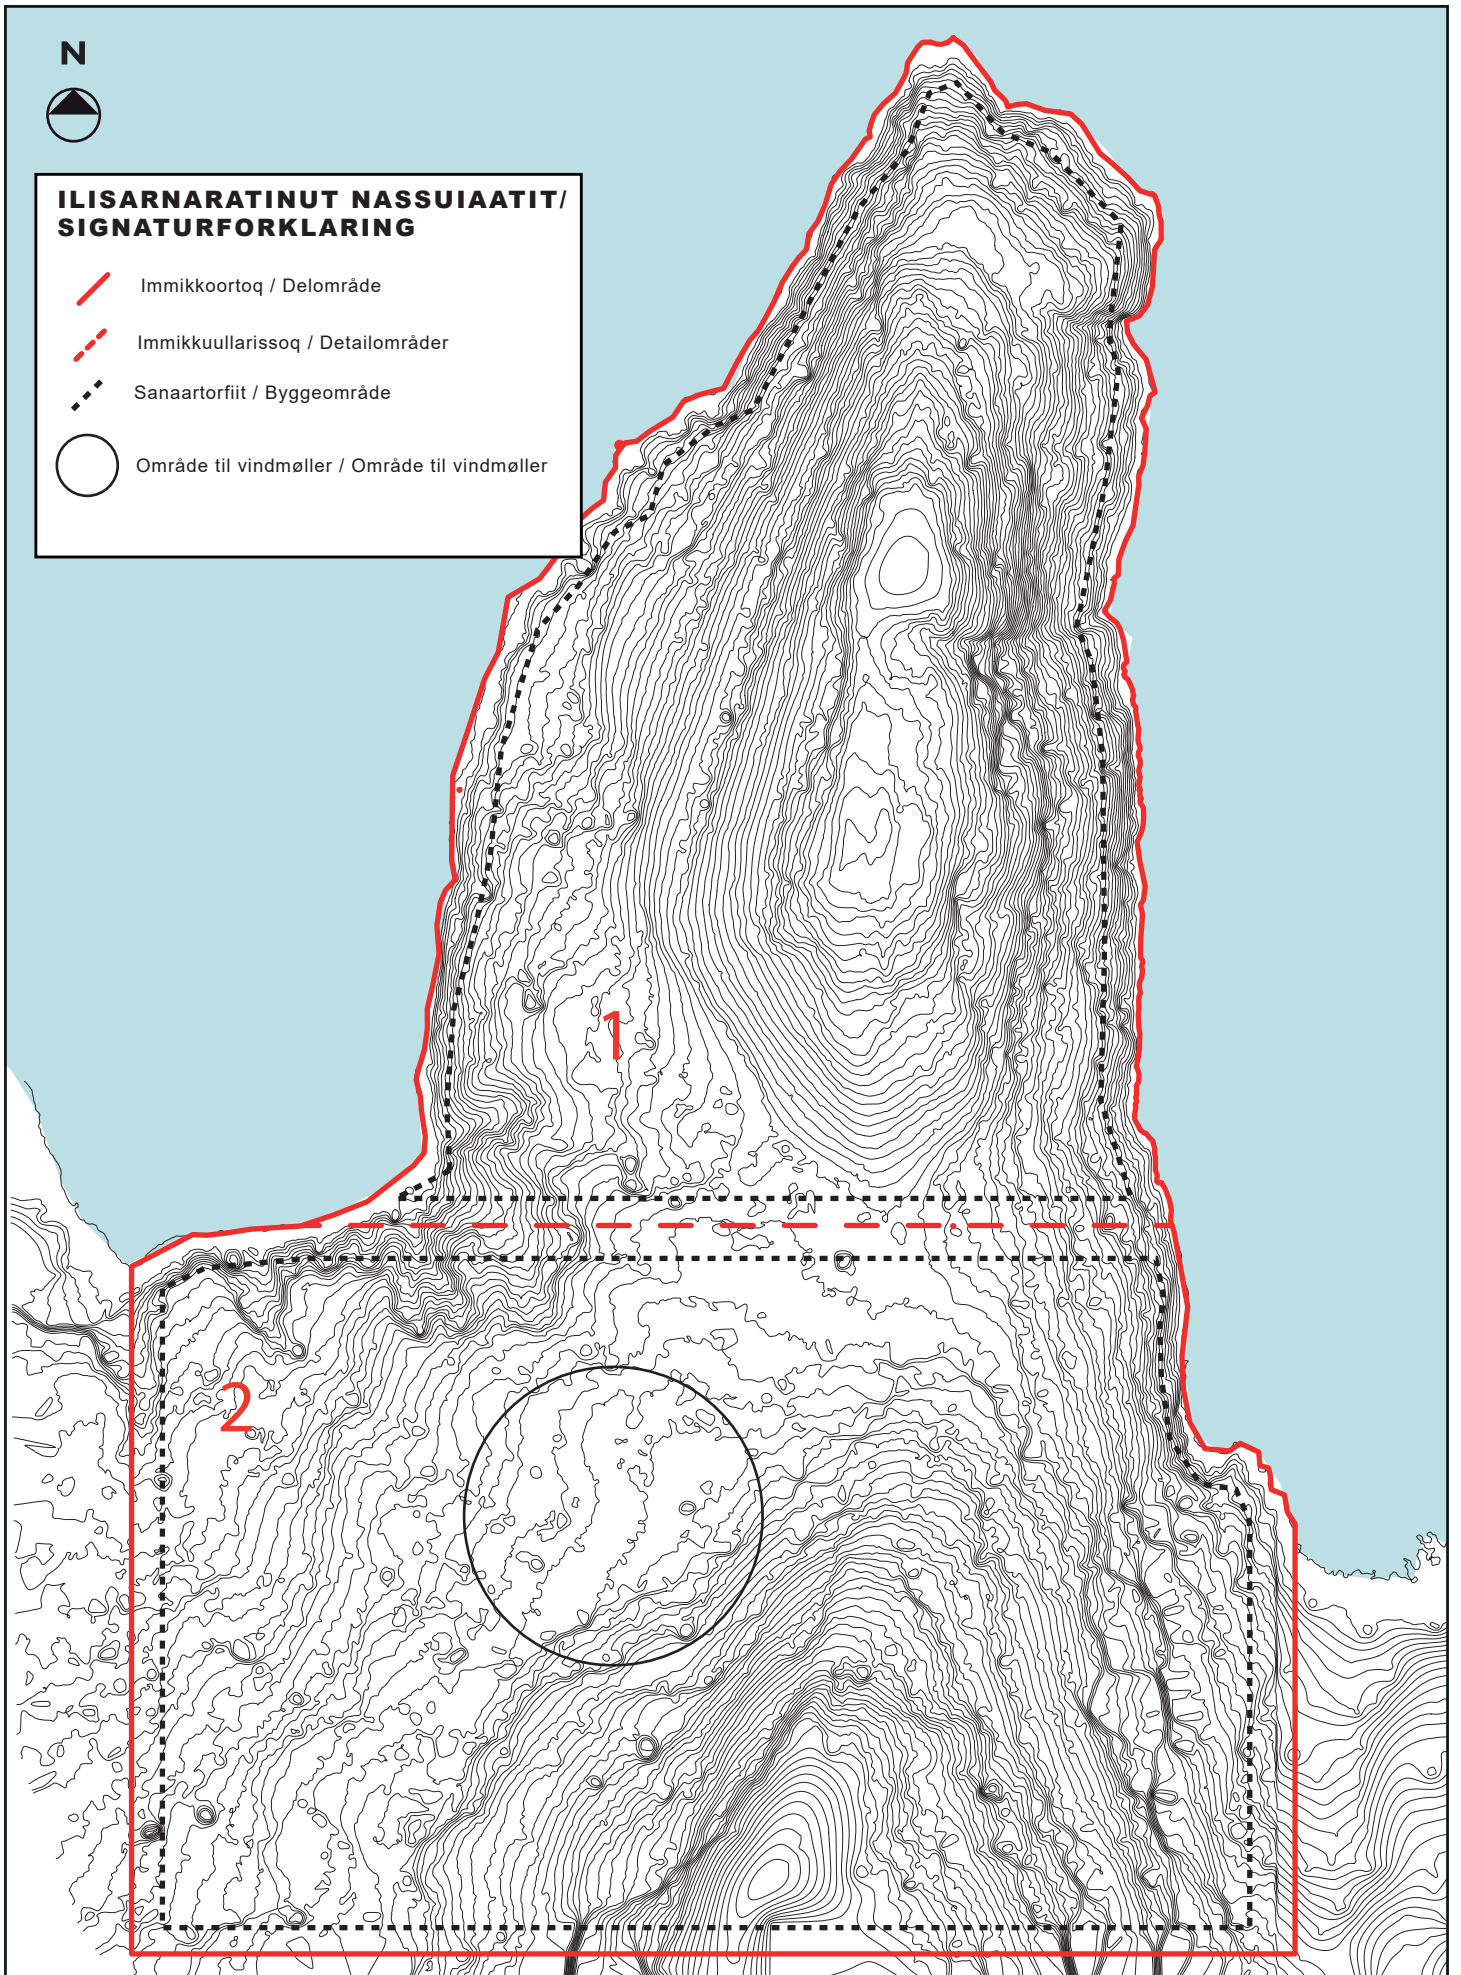 N
ILISARNARATINUT NASSUIAATIT/
SIGNATURFORKLARING
Immikkoortoq / Delområde
Immikkuullarissoq / Detailområder
Sanaartorfiit / Byggeområde
Område til vindmøller / Område til vindmøller
1
2